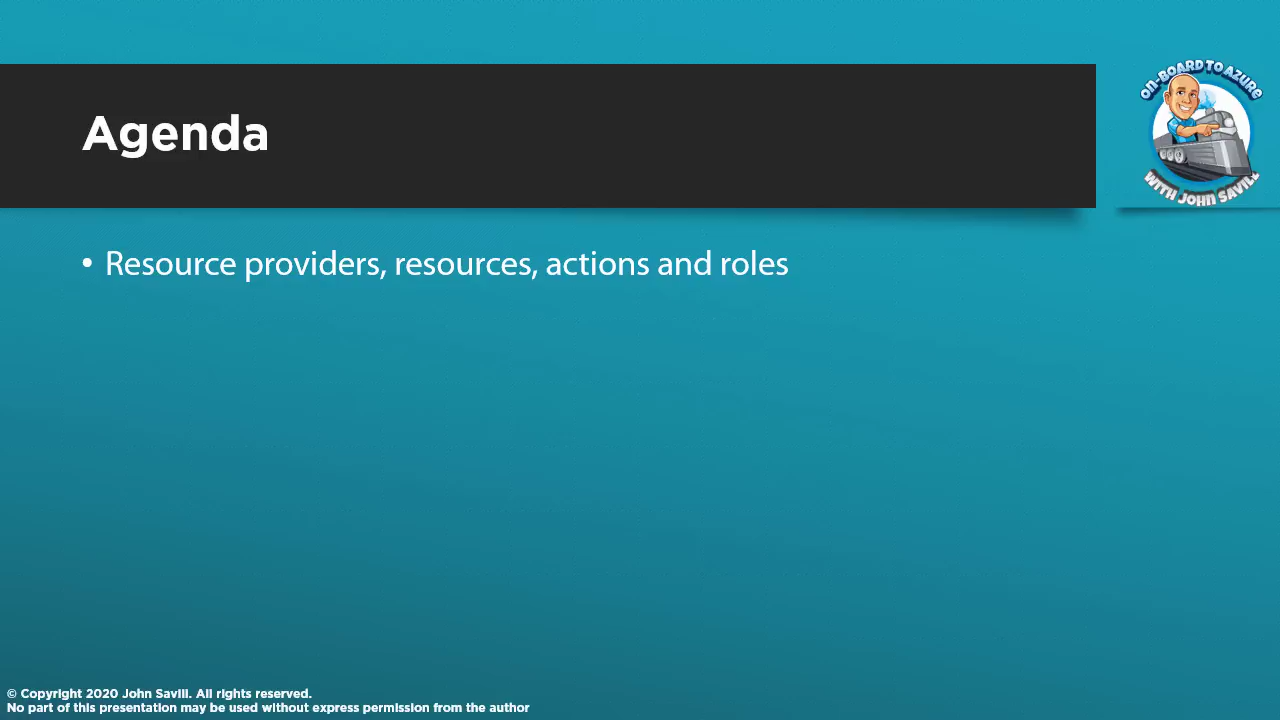 Agenda
ON-BOARD TO AZURE
WITH JOHN SAVILL
• Resource providers, resources, actions and roles
© Copyright 2020 John Savill. All rights reserved.
No part of this presentation may be used without express permission from the author